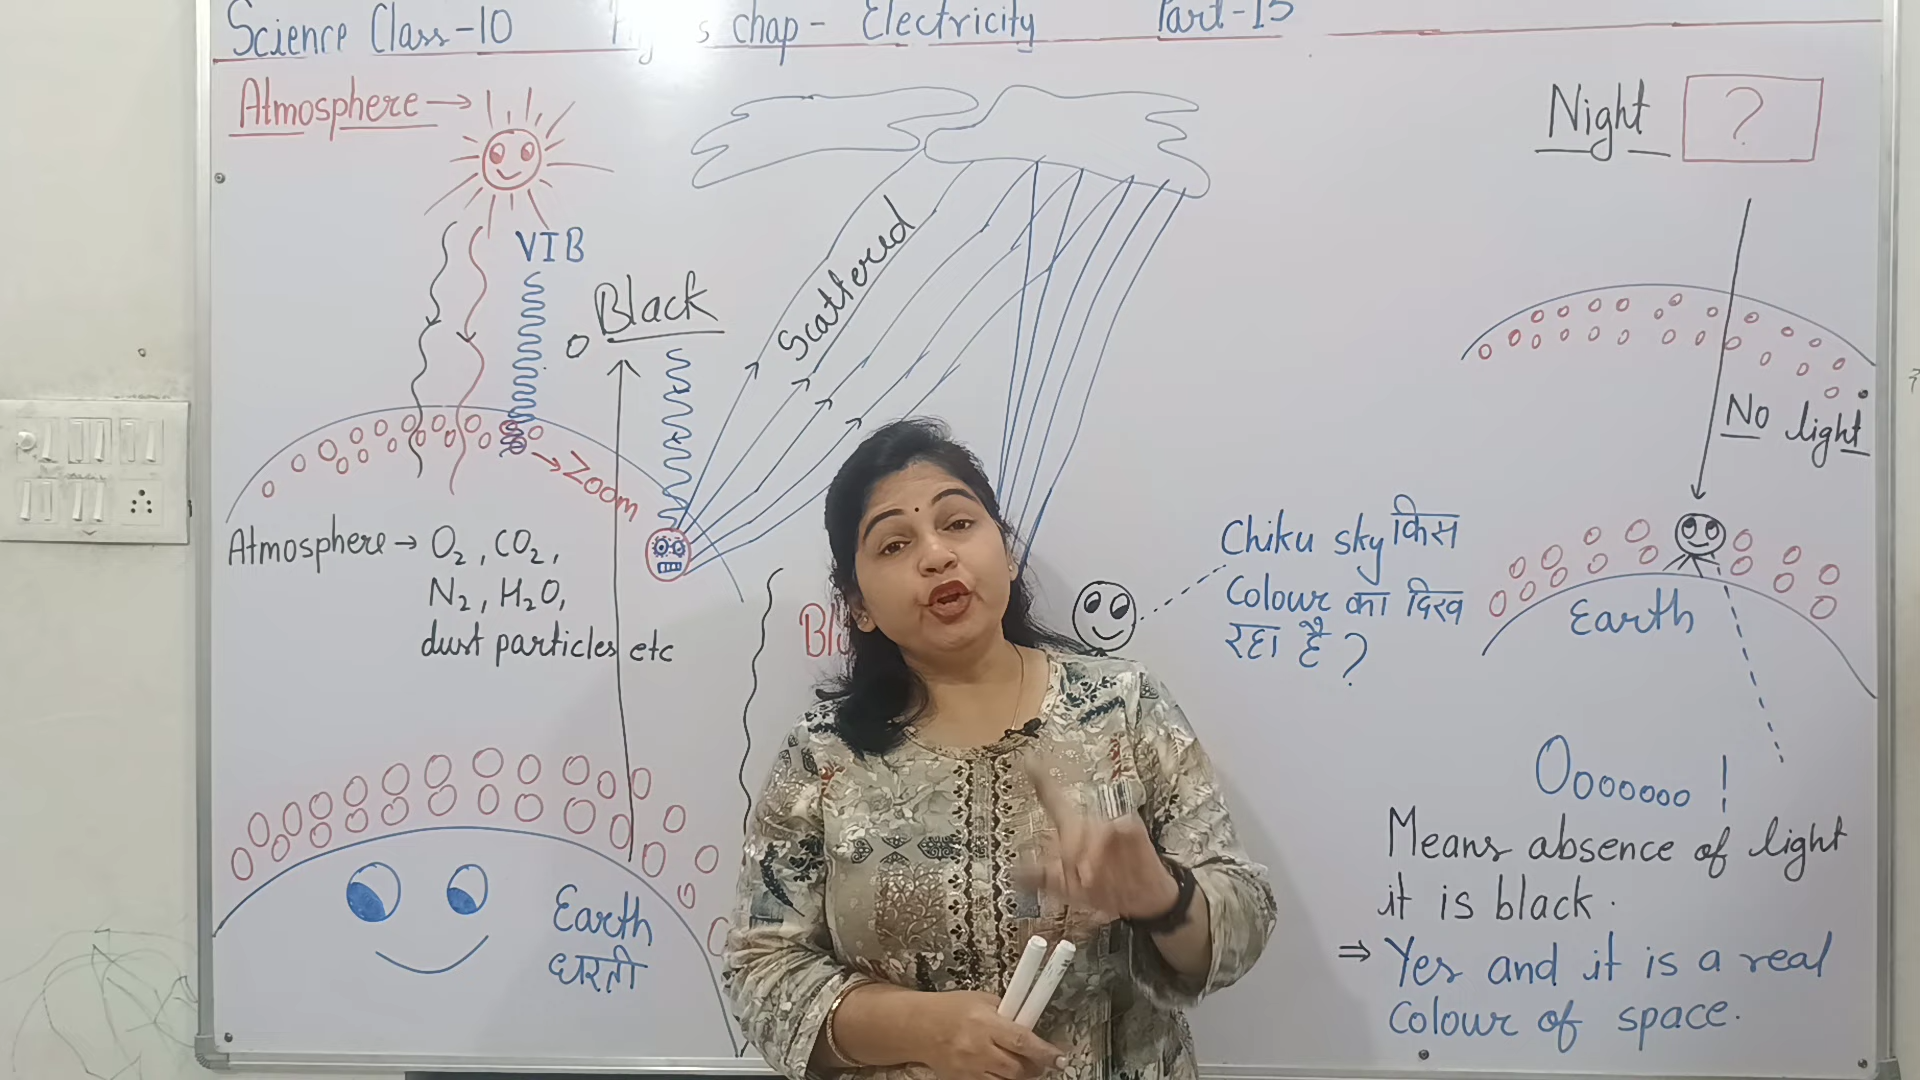 Science Class-10 chap- Electricity Part-15
Atmosphere →
Night ?
VIB
Black
Scattered
Zoom
No light
Atmosphere → O₂, CO₂,
N₂, H₂O,
dust particles etc
Chiku sky किस
Colour का दिख
रहा है ?
Earth
Earth
धरती
Ooooooo !
Means absence of light
it is black.
⇒ Yes and it is a real
colour of space.